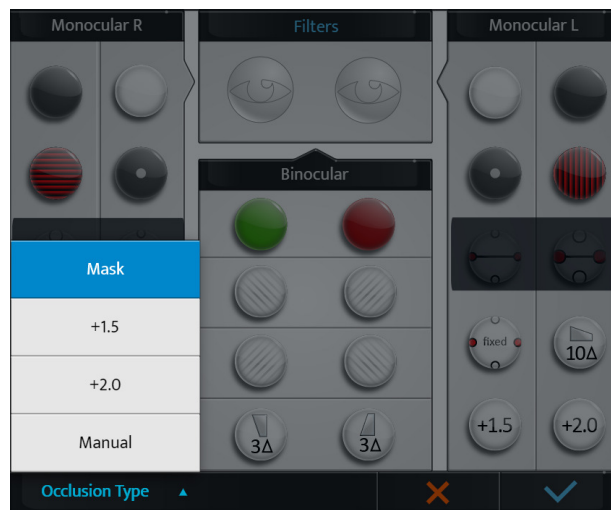 Monocular R
Filters
Monocular L
Binocular
Mask
+1.5
+2.0
Manual
fixed
10Δ
3Δ
3Δ
+1.5
+2.0
Occlusion Type